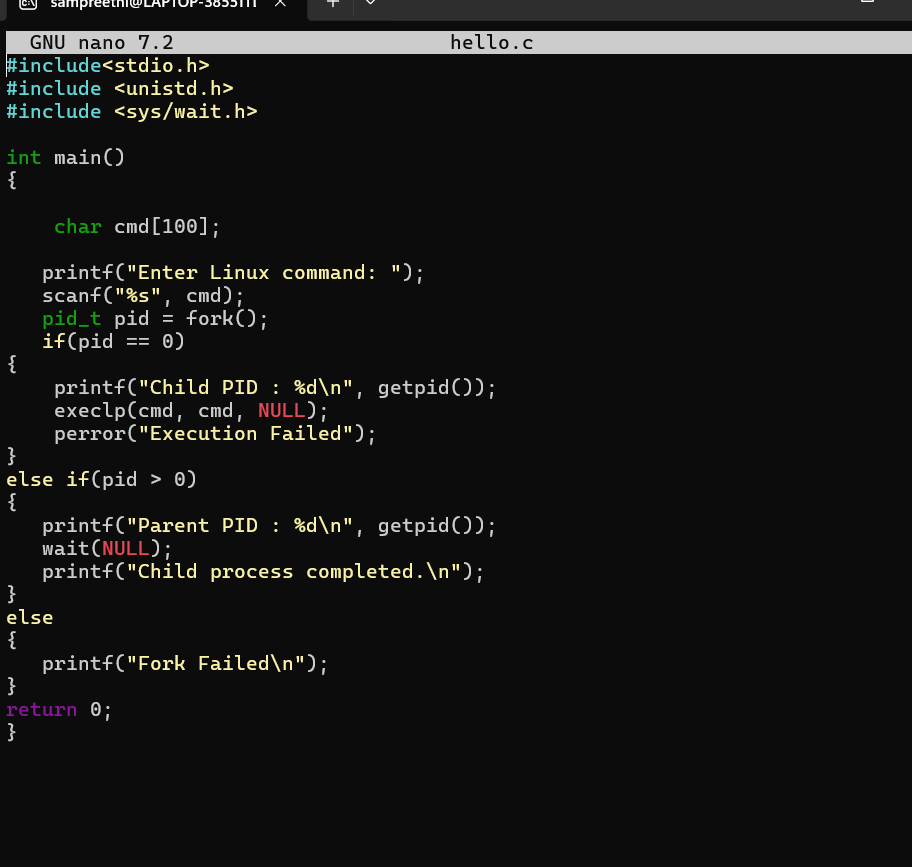 sampreethi@LAPTOP-3855ITI
GNU nano 7.2 hello.c
#include<stdio.h>
#include <unistd.h>
#include <sys/wait.h>
int main()
{
char cmd[100];
printf("Enter Linux command: ");
scanf("%s", cmd);
pid_t pid = fork();
if(pid == 0)
{
printf("Child PID : %d\n", getpid());
execlp(cmd, cmd, NULL);
perror("Execution Failed");
}
else if(pid > 0)
{
printf("Parent PID : %d\n", getpid());
wait(NULL);
printf("Child process completed.\n");
}
else
{
printf("Fork Failed\n");
}
return 0;
}